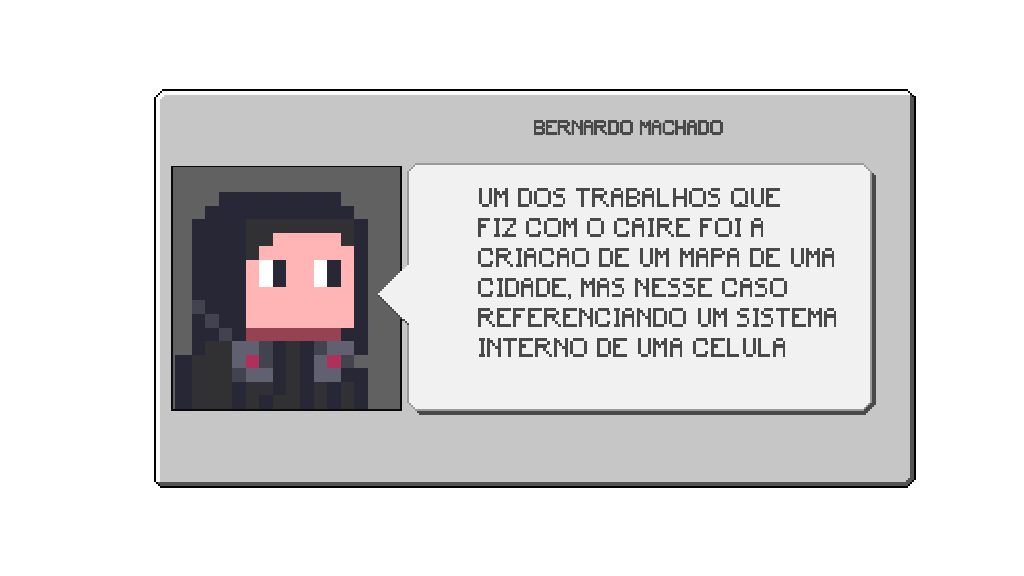 BERNARDO MACHADO
UM DOS TRABALHOS QUE
FIZ COM O CAIRE FOI A
CRIACAO DE UM MAPA DE UMA
CIDADE, MAS NESSE CASO
REFERENCIANDO UM SISTEMA
INTERNO DE UMA CELULA